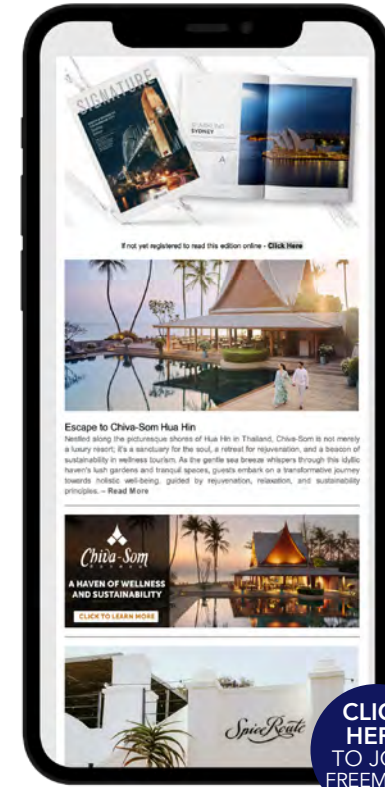 SIGNATURE
SYDNEY
If not yet registered to read this edition online - Click Here
Escape to Chiva-Som Hua Hin
Nestled along the picturesque shores of Hua Hin in Thailand, Chiva-Som is not merely
a luxury resort; it's a sanctuary for the soul, a retreat for rejuvenation, and a beacon of
sustainability in wellness tourism. As the gentle sea breeze whispers through this idyllic
haven's lush gardens and tranquil spaces, guests embark on a transformative journey
towards holistic well-being, guided by rejuvenation, relaxation, and sustainability
principles. – Read More
Chiva-Som
A HAVEN OF WELLNESS
AND SUSTAINABILITY
CLICK TO LEARN MORE
Spice Route
CLIC
HER
TO JO
FREEM